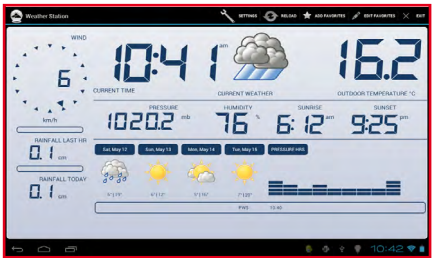 Weather Station
SETTINGS RELOAD ADD FAVORITES EDIT FAVORITES EXIT
WIND
6
km/h
10:41 am
CURRENT TIME
CURRENT WEATHER
16.2
OUTDOOR TEMPERATURE °C
PRESSURE
1020.2 mb
HUMIDITY
76 %
SUNRISE
6:12 am
SUNSET
9:25 pm
RAINFALL LAST HR
0.1 cm
RAINFALL TODAY
0.1 cm
Sat, May 12 Sun, May 13 Mon, May 14 Tue, May 15 PRESSURE HRS
PWS 10:40
10:42